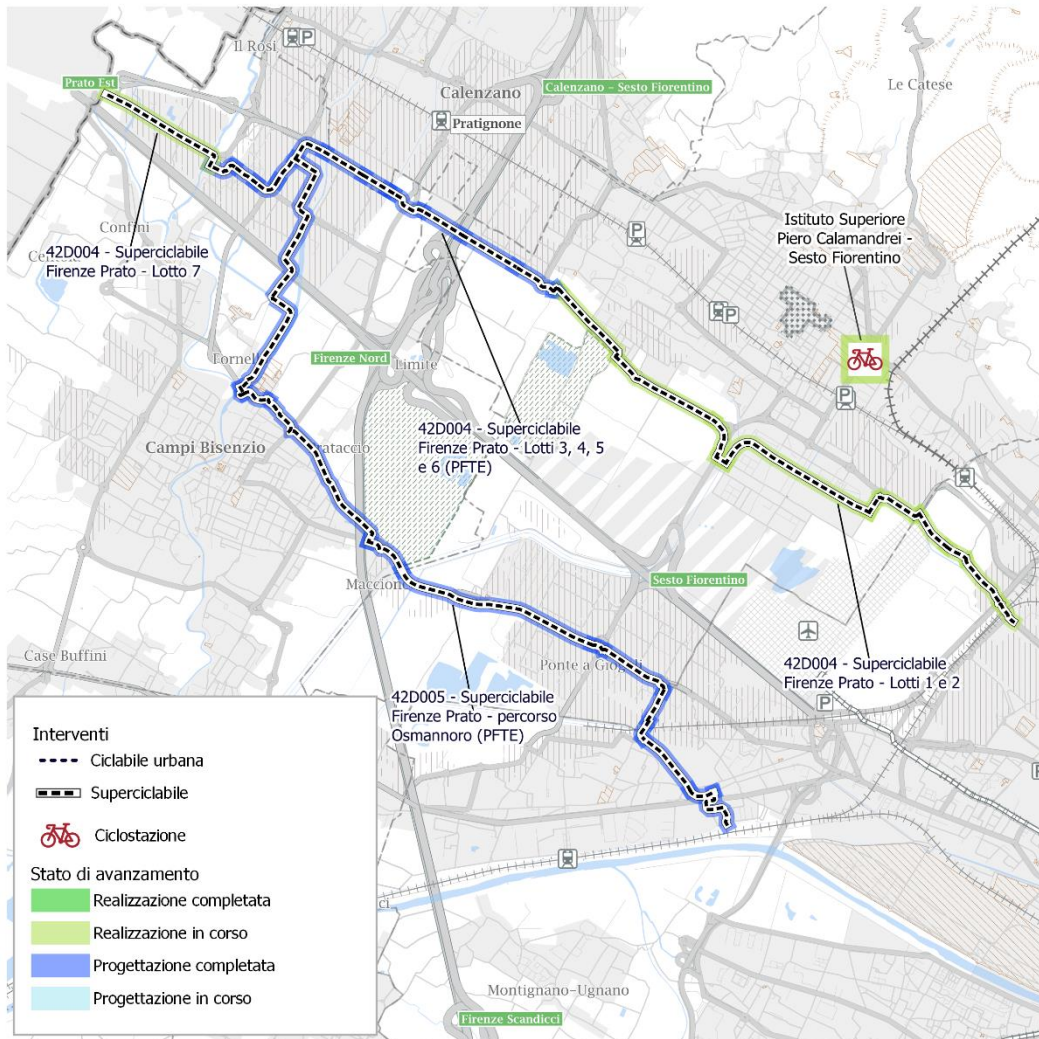 Il Rosi
P
Prato Est
Calenzano
Calenzano - Sesto Fiorentino
Le Catese
Pratignone
Istituto Superiore
Piero Calamandrei -
Sesto Fiorentino
P
Confini
42D004 - Superciclabile
Firenze Prato - Lotto 7
P
Firenze Nord
Limite
P
42D004 - Superciclabile
Firenze Prato - Lotti 3, 4, 5
e 6 (PFTE)
Campi Bisenzio
Maccione
Sesto Fiorentino
Case Buffini
42D004 - Superciclabile
Firenze Prato - Lotti 1 e 2
Ponte a
42D005 - Superciclabile
Firenze Prato - percorso
Osmannoro (PFTE)
P
P
Interventi
Ciclabile urbana
Superciclabile
Ciclostazione
Stato di avanzamento
Realizzazione completata
Realizzazione in corso
Progettazione completata
Progettazione in corso
Montignano-Ugnano
Firenze Scandicci